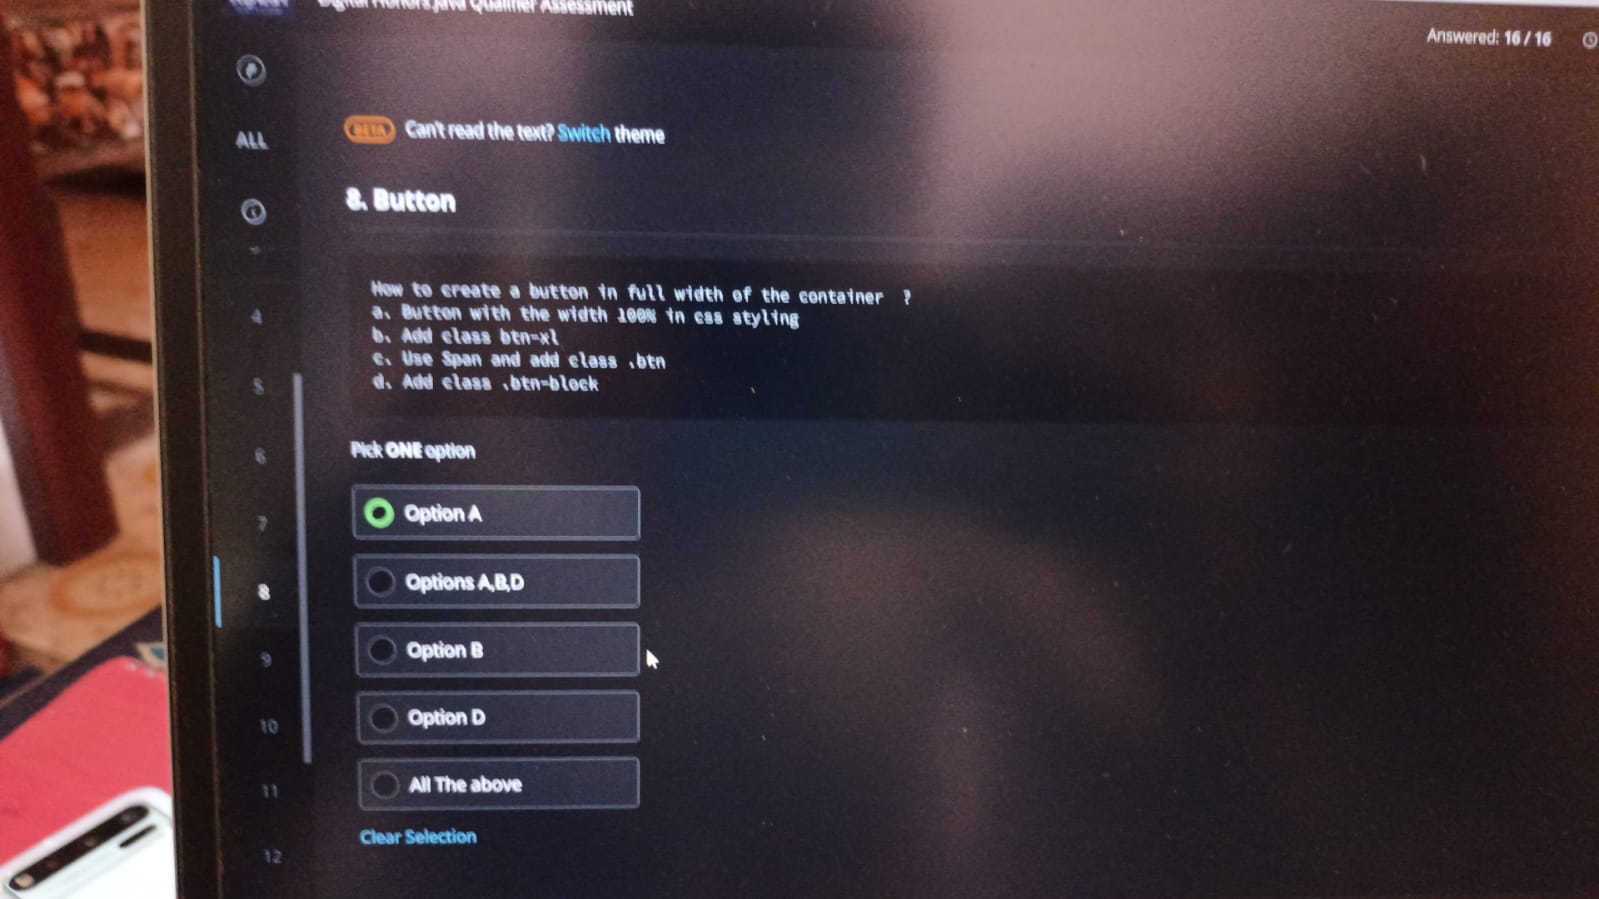 Digital Honors Java Qualifier Assessment
Answered: 16 / 16
ALL
BETA Can't read the text? Switch theme
8. Button
How to create a button in full width of the container ?
a. Button with the width 100% in css styling
b. Add class btn-xl
c. Use Span and add class .btn
d. Add class .btn-block
Pick ONE option
Option A
Options A,B,D
Option B
Option D
All The above
Clear Selection
4
5
6
7
8
9
10
11
12